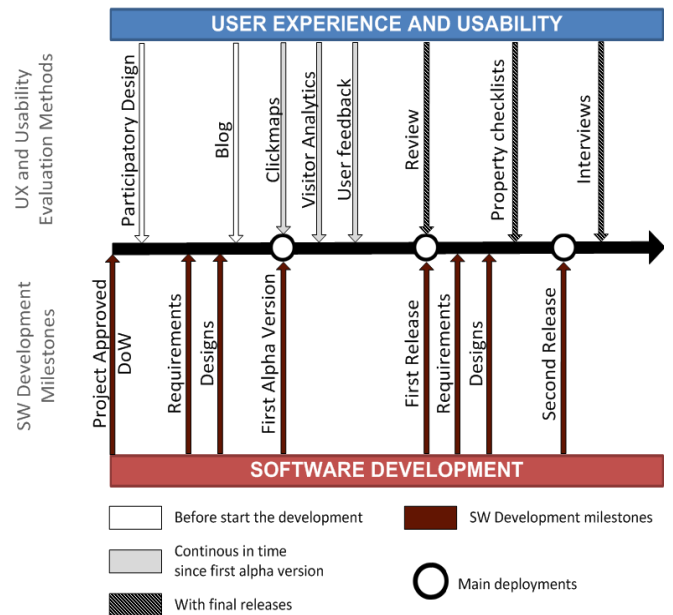 USER EXPERIENCE AND USABILITY
UX and Usability
Evaluation Methods
Participatory Design
Blog
Clickmaps
Visitor Analytics
User feedback
Review
Property checklists
Interviews
SW Development
Milestones
Project Approved
DoW
Requirements
Designs
First Alpha Version
First Release
Requirements
Designs
Second Release
SOFTWARE DEVELOPMENT
Before start the development
Continous in time
since first alpha version
With final releases
SW Development milestones
Main deployments